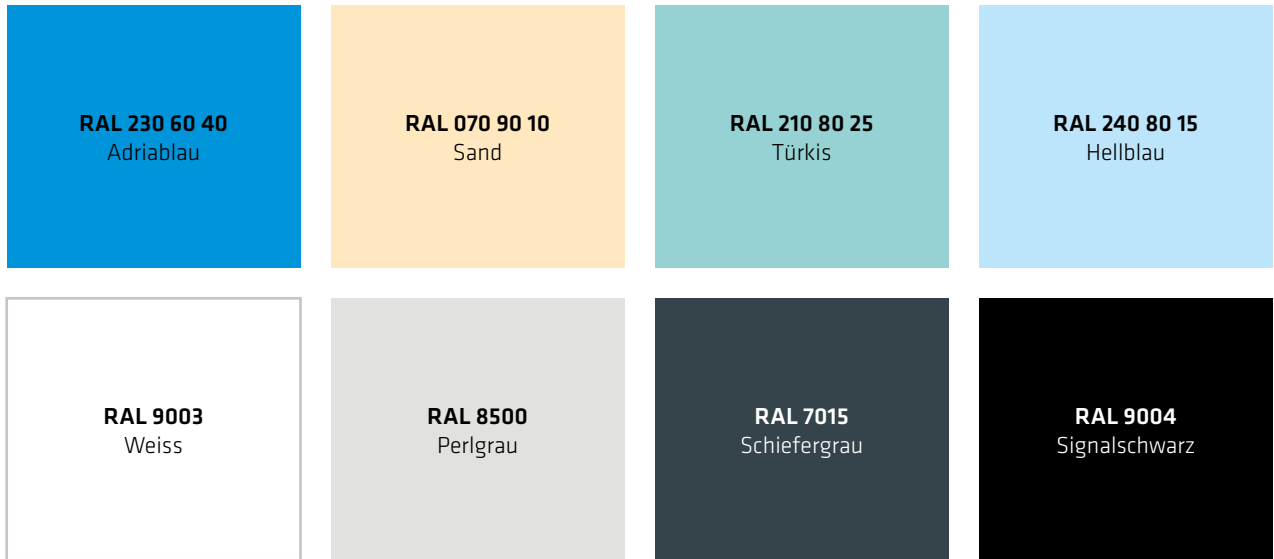 RAL 230 60 40
Adriablau
RAL 070 90 10
Sand
RAL 210 80 25
Türkis
RAL 240 80 15
Hellblau
RAL 9003
Weiss
RAL 8500
Perlgrau
RAL 7015
Schiefergrau
RAL 9004
Signalschwarz